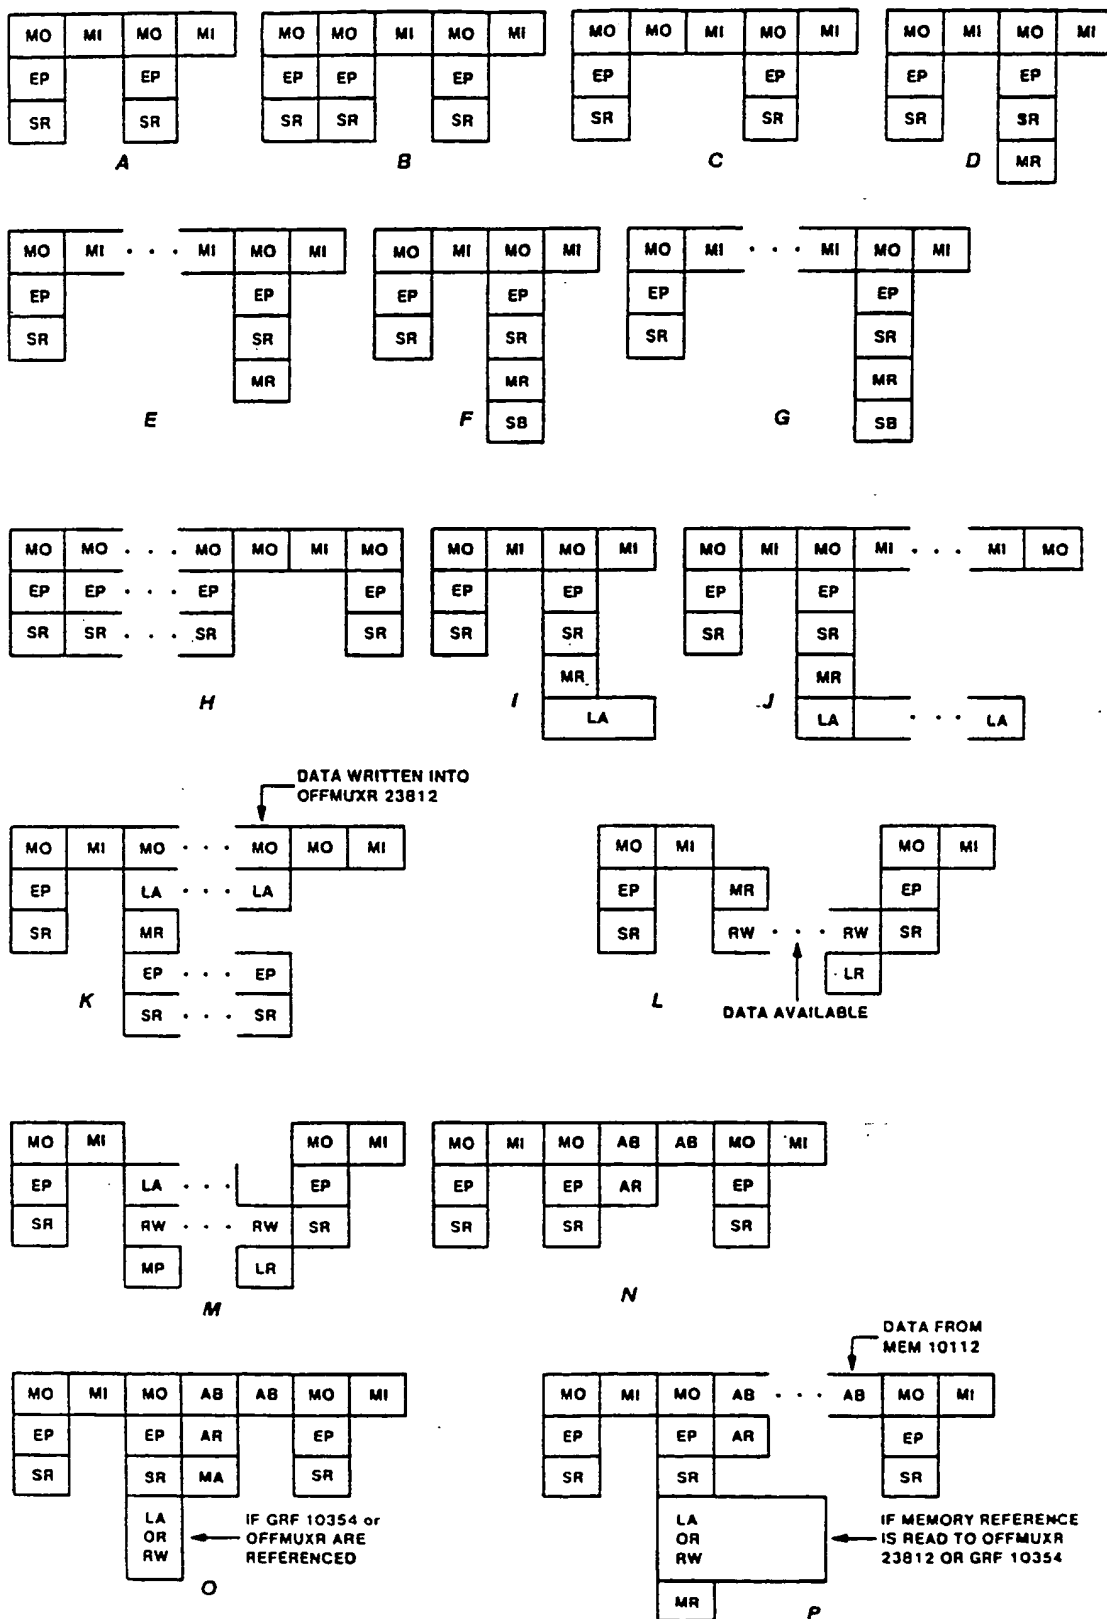 MO MI MO MI
EP EP
SR SR
A
MO MO MI MO MI
EP EP EP
SR SR SR
B
MO MO MI MO MI
EP EP
SR SR
C
MO MI MO MI
EP EP
SR SR
MR
D
MO MI . . . MI MO MI
EP EP
SR SR
MR
E
MO MI MO MI
EP EP
SR SR
MR
SB
F
MO MI . . . MI MO MI
EP EP
SR SR
MR
SB
G
MO MO . . . MO MO MI MO
EP EP . . . EP EP
SR SR . . . SR SR
H
MO MI MO MI
EP EP
SR SR
MR
LA
I
MO MI MO MI . . . MI MO
EP EP
SR SR
MR
LA . . . LA
J
DATA WRITTEN INTO
OFFMUXR 23812
MO MI MO . . . MO MO MI
EP LA . . . LA
SR MR
EP . . . EP
SR . . . SR
K
MO MI MO MI
EP MR EP
SR RW . . . RW SR
LR
DATA AVAILABLE
L
MO MI MO MI
EP LA . . . EP
SR RW . . . RW SR
MP LR
M
MO MI MO AB AB MO MI
EP EP AR EP
SR SR SR
N
MO MI MO AB AB MO MI
EP EP AR EP
SR SR MA SR
LA
OR
RW
IF GRF 10354 or
OFFMUXR ARE
REFERENCED
O
DATA FROM
MEM 10112
MO MI MO AB . . . AB MO MI
EP EP AR EP
SR SR SR
LA
OR
RW
IF MEMORY REFERENCE
IS READ TO OFFMUXR
23812 OR GRF 10354
MR
P